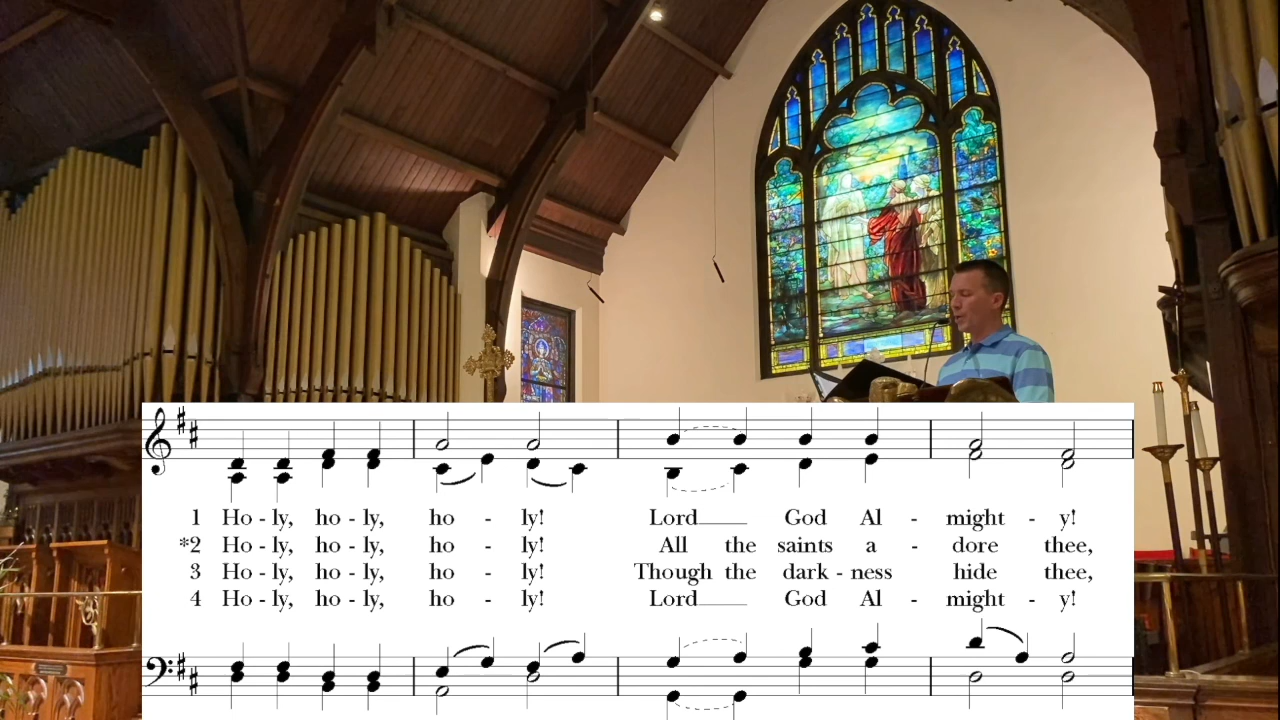 1 Ho - ly, ho - ly, ho - ly! Lord___ God Al - might - y!
*2 Ho - ly, ho - ly, ho - ly! All the saints a - dore thee,
3 Ho - ly, ho - ly, ho - ly! Though the dark - ness hide thee,
4 Ho - ly, ho - ly, ho - ly! Lord___ God Al - might - y!